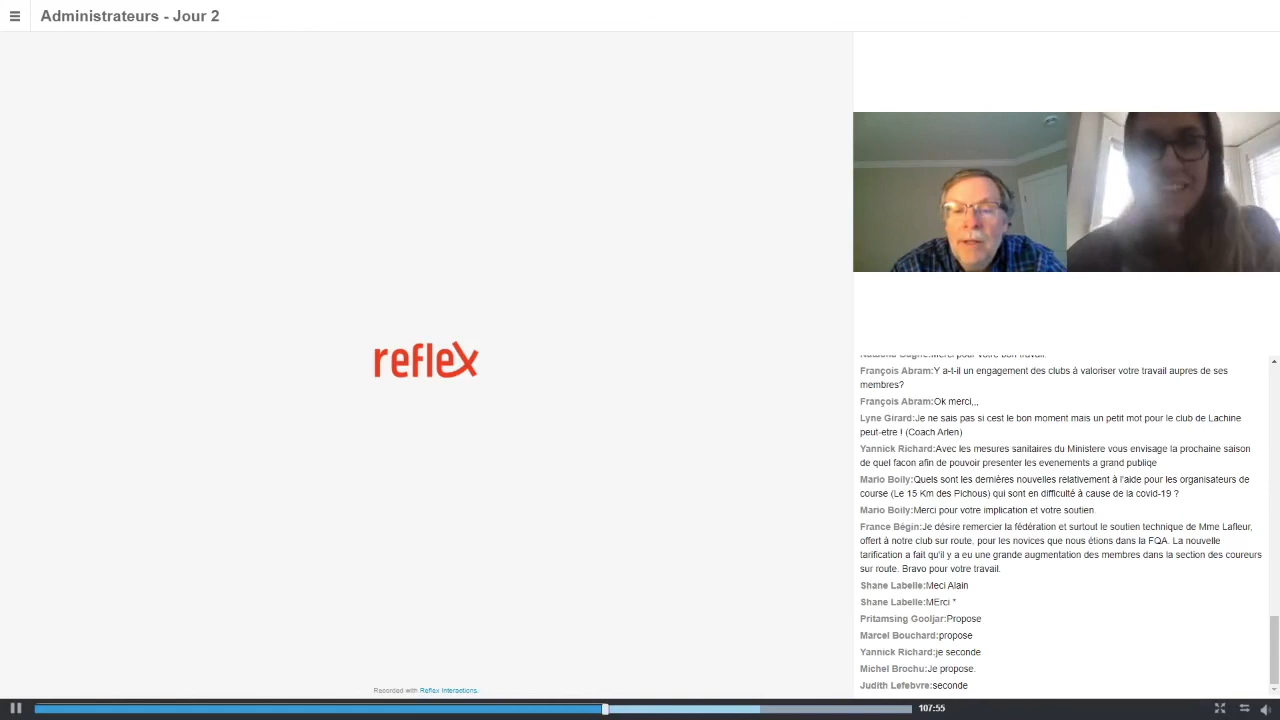 Administrateurs - Jour 2
reflex
François Abram:Y a-t-il un engagement des clubs à valoriser votre travail aupres de ses
membres?
François Abram:Ok merci,,,
Lyne Girard:Je ne sais pas si cest le bon moment mais un petit mot pour le club de Lachine
peut-etre ! (Coach Arlen)
Yannick Richard:Avec les mesures sanitaires du Ministere vous envisage la prochaine saison
de quel facon afin de pouvoir presenter les evenements a grand publiqe
Mario Boily:Quels sont les dernières nouvelles relativement à l'aide pour les organisateurs de
course (Le 15 Km des Pichous) qui sont en difficulté à cause de la covid-19 ?
Mario Boily:Merci pour votre implication et votre soutien.
France Bégin:Je désire remercier la fédération et surtout le soutien technique de Mme Lafleur,
offert à notre club sur route, pour les novices que nous étions dans la FQA. La nouvelle
tarification a fait qu'il y a eu une grande augmentation des membres dans la section des coureurs
sur route. Bravo pour votre travail.
Shane Labelle:Meci Alain
Shane Labelle:MErci *
Pritamsing Gooljar:Propose
Marcel Bouchard:propose
Yannick Richard:je seconde
Michel Brochu:Je propose.
Judith Lefebvre:seconde
Recorded with Reflex Interactions.
107:55